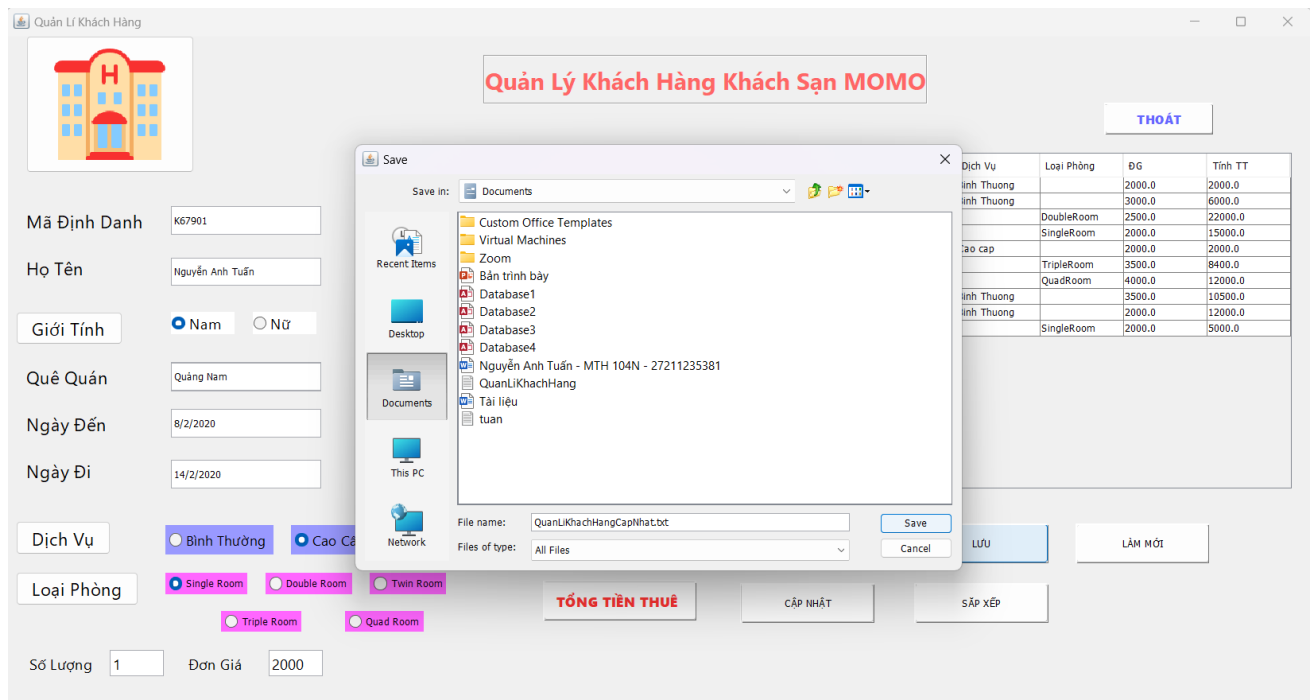 Quản Lí Khách Hàng
H
Quản Lý Khách Hàng Khách Sạn MOMO
THOÁT
Mã Định Danh
K67901
Họ Tên
Nguyễn Anh Tuấn
Giới Tính
Nam
Nữ
Quê Quán
Quảng Nam
Ngày Đến
8/2/2020
Ngày Đi
14/2/2020
Dịch Vụ
Bình Thường
Loại Phòng
Single Room
Double Room
Twin Room
Triple Room
Quad Room
Số Lượng
1
Đơn Giá
2000
Save
Save in:
Documents
Recent Items
Desktop
Documents
This PC
Network
Custom Office Templates
Virtual Machines
Zoom
Bản trình bày
Database1
Database2
Database3
Database4
Nguyễn Anh Tuấn - MTH 104N - 27211235381
QuanLiKhachHang
Tài liệu
tuan
File name:
QuanLiKhachHangCapNhat.txt
Save
Files of type:
All Files
Cancel
Dịch Vụ Loại Phòng ĐG Tính TT
Thuong 2000.0 2000.0
Thuong 3000.0 6000.0
DoubleRoom 2500.0 22000.0
SingleRoom 2000.0 15000.0
cap 2000.0 2000.0
TripleRoom 3500.0 8400.0
QuadRoom 4000.0 12000.0
Thuong 3500.0 10500.0
Thuong 2000.0 12000.0
SingleRoom 2000.0 5000.0
LƯU
LÀM MỚI
TỔNG TIỀN THUÊ
CẬP NHẬT
SẮP XẾP